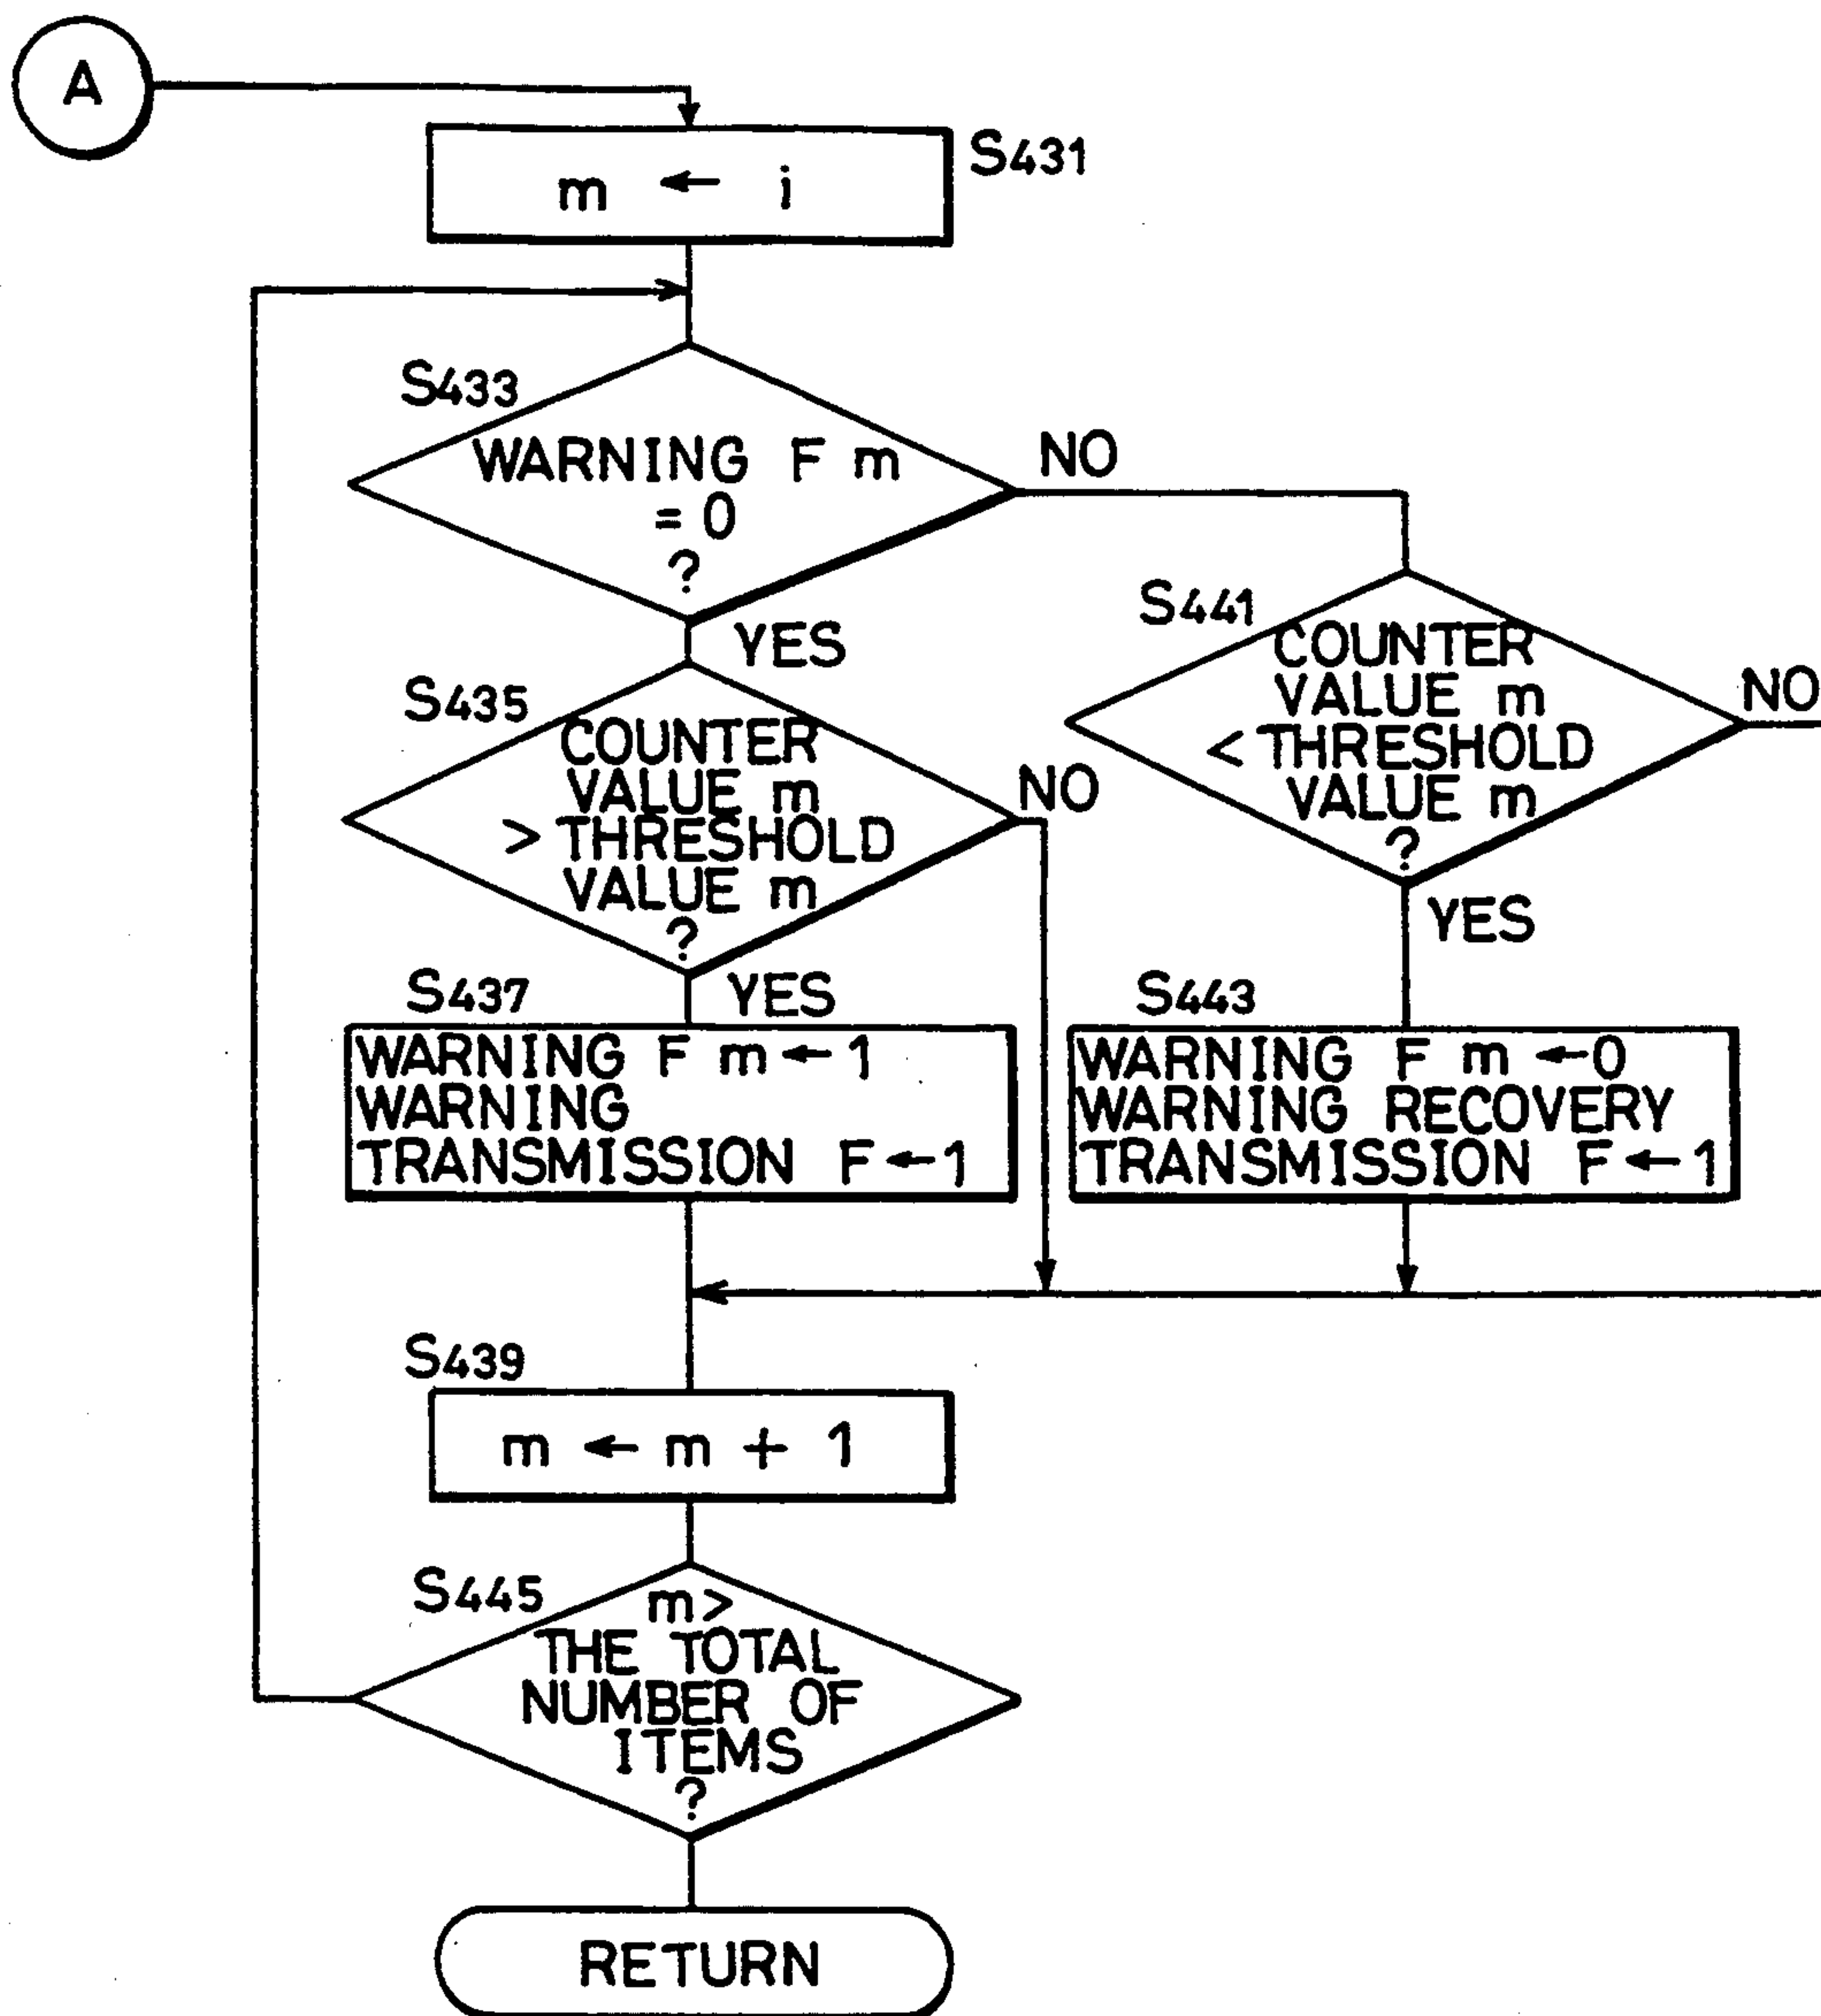 A
S431
m ← i
S433
WARNING F m
= 0
?
NO
YES
S441
COUNTER
VALUE m
< THRESHOLD
VALUE m
?
NO
YES
S435
COUNTER
VALUE m
> THRESHOLD
VALUE m
?
NO
YES
S437
WARNING F m ← 1
WARNING
TRANSMISSION F ← 1
S443
WARNING F m ← 0
WARNING RECOVERY
TRANSMISSION F ← 1
S439
m ← m + 1
S445
m >
THE TOTAL
NUMBER OF
ITEMS
?
RETURN